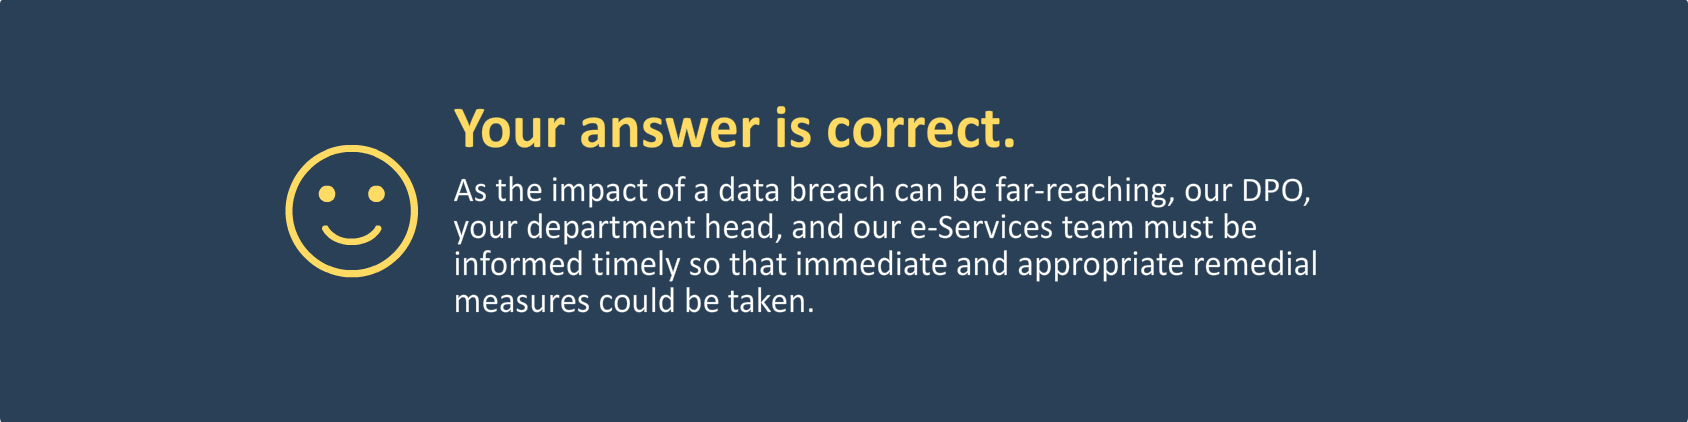 Your answer is correct.
As the impact of a data breach can be far-reaching, our DPO,
your department head, and our e-Services team must be
informed timely so that immediate and appropriate remedial
measures could be taken.